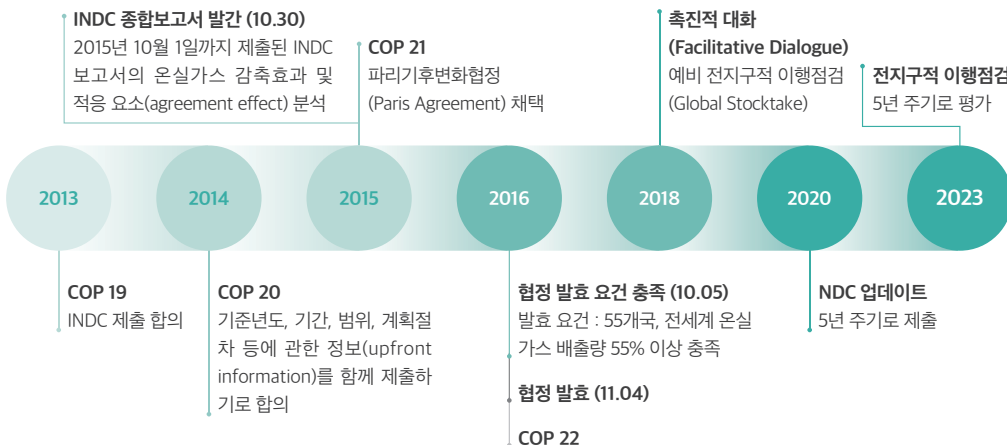 INDC 종합보고서 발간 (10.30)
2015년 10월 1일까지 제출된 INDC
보고서의 온실가스 감축효과 및
적응 요소(agreement effect) 분석
COP 21
파리기후변화협정
(Paris Agreement) 채택
촉진적 대화
(Facilitative Dialogue)
예비 전지구적 이행점검
(Global Stocktake)
전지구적 이행점검
5년 주기로 평가
2013
2014
2015
2016
2018
2020
2023
COP 19
INDC 제출 합의
COP 20
기준년도, 기간, 범위, 계획절
차 등에 관한 정보(upfront
information)를 함께 제출하
기로 합의
협정 발효 요건 충족 (10.05)
발효 요건 : 55개국, 전세계 온실
가스 배출량 55% 이상 충족
협정 발효 (11.04)
COP 22
NDC 업데이트
5년 주기로 제출